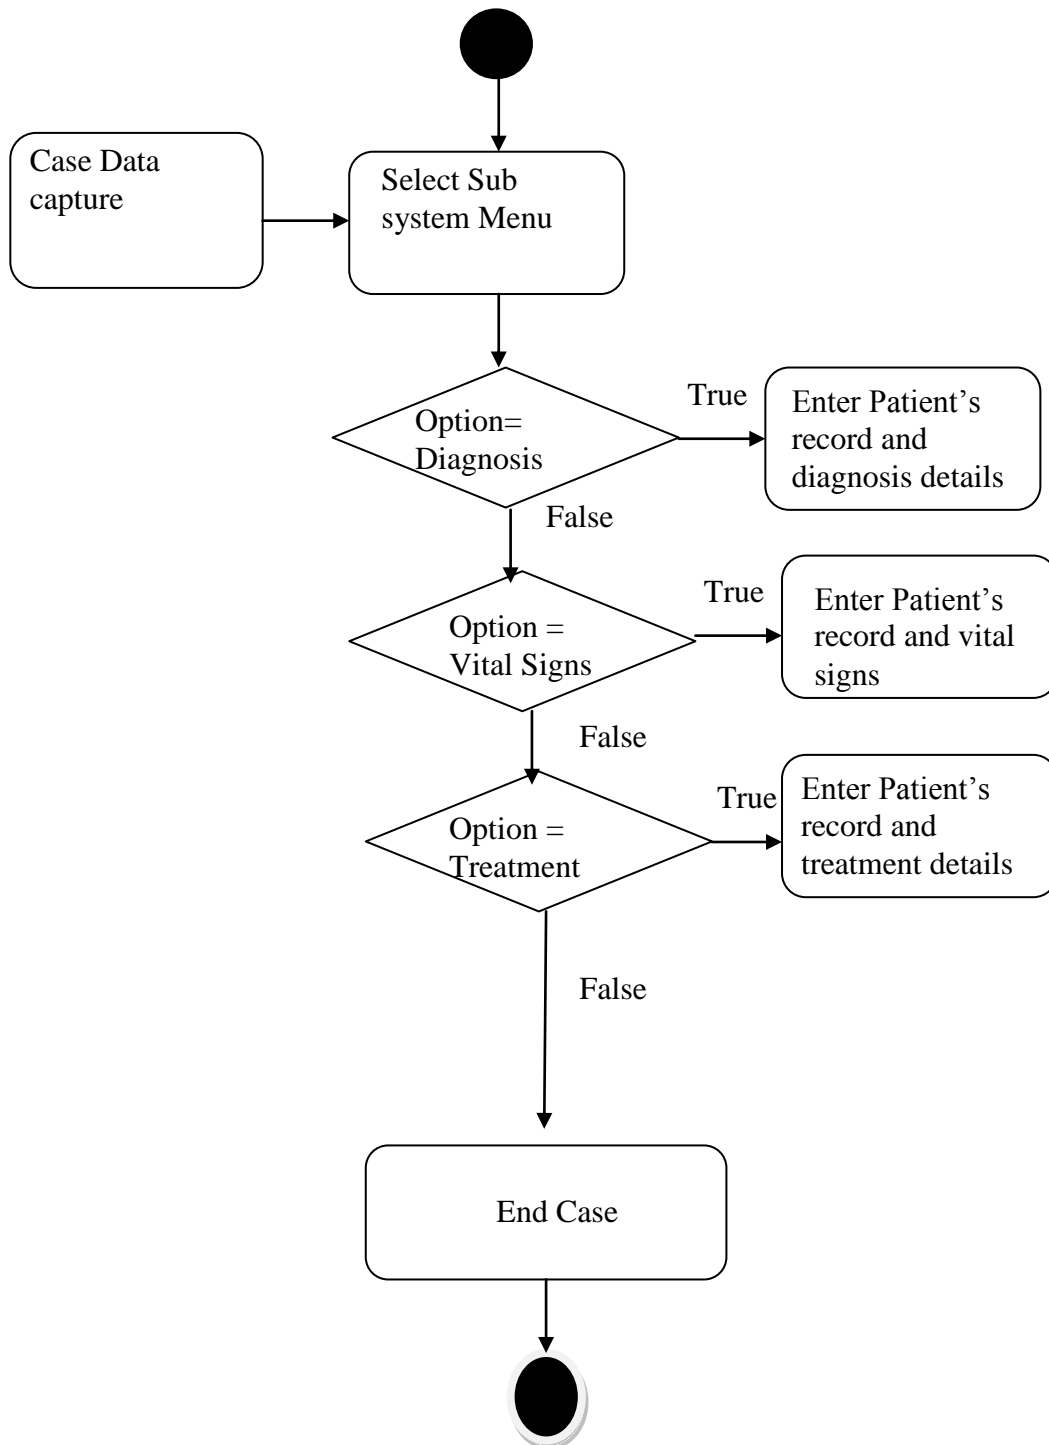 Case Data
capture
Select Sub
system Menu
Option=
Diagnosis
True
Enter Patient’s
record and
diagnosis details
False
Option =
Vital Signs
True
Enter Patient’s
record and vital
signs
False
Option =
Treatment
True
Enter Patient’s
record and
treatment details
False
End Case